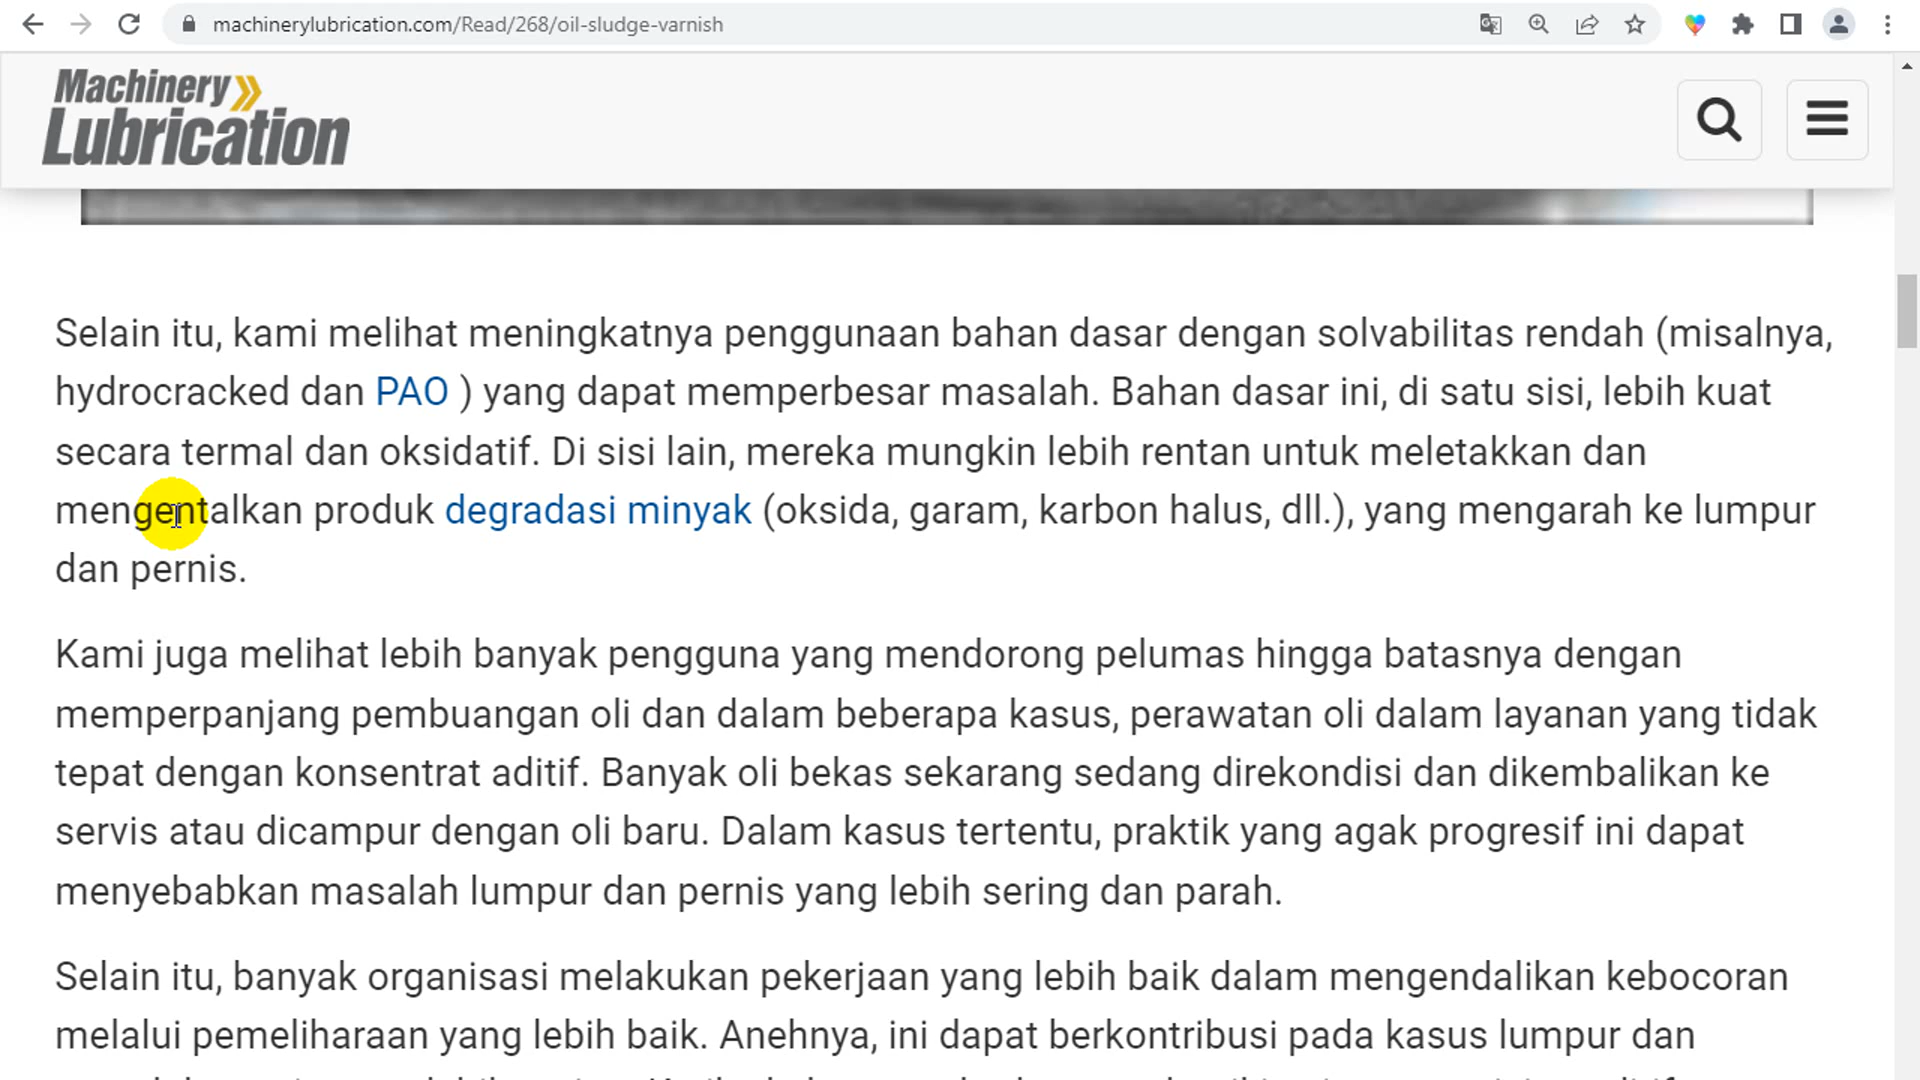 machinerylubrication.com/Read/268/oil-sludge-varnish
Machinery
Lubrication
Selain itu, kami melihat meningkatnya penggunaan bahan dasar dengan solvabilitas rendah (misalnya,
hydrocracked dan PAO ) yang dapat memperbesar masalah. Bahan dasar ini, di satu sisi, lebih kuat
secara termal dan oksidatif. Di sisi lain, mereka mungkin lebih rentan untuk meletakkan dan
mengentalkan produk degradasi minyak (oksida, garam, karbon halus, dll.), yang mengarah ke lumpur
dan pernis.
Kami juga melihat lebih banyak pengguna yang mendorong pelumas hingga batasnya dengan
memperpanjang pembuangan oli dan dalam beberapa kasus, perawatan oli dalam layanan yang tidak
tepat dengan konsentrat aditif. Banyak oli bekas sekarang sedang direkondisi dan dikembalikan ke
servis atau dicampur dengan oli baru. Dalam kasus tertentu, praktik yang agak progresif ini dapat
menyebabkan masalah lumpur dan pernis yang lebih sering dan parah.
Selain itu, banyak organisasi melakukan pekerjaan yang lebih baik dalam mengendalikan kebocoran
melalui pemeliharaan yang lebih baik. Anehnya, ini dapat berkontribusi pada kasus lumpur dan